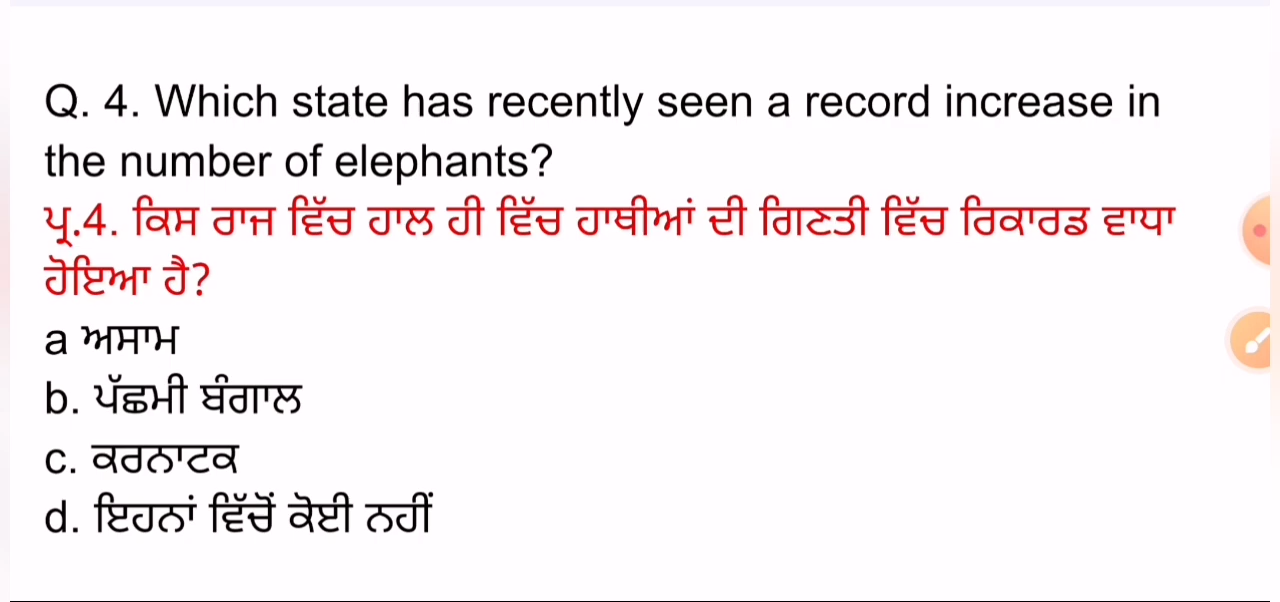 Q. 4. Which state has recently seen a record increase in
the number of elephants?
ਪ੍ਰ.4. ਕਿਸ ਰਾਜ ਵਿੱਚ ਹਾਲ ਹੀ ਵਿੱਚ ਹਾਥੀਆਂ ਦੀ ਗਿਣਤੀ ਵਿੱਚ ਰਿਕਾਰਡ ਵਾਧਾ
ਹੋਇਆ ਹੈ?
a ਅਸਾਮ
b. ਪੱਛਮੀ ਬੰਗਾਲ
c. ਕਰਨਾਟਕ
d. ਇਹਨਾਂ ਵਿੱਚੋਂ ਕੋਈ ਨਹੀਂ